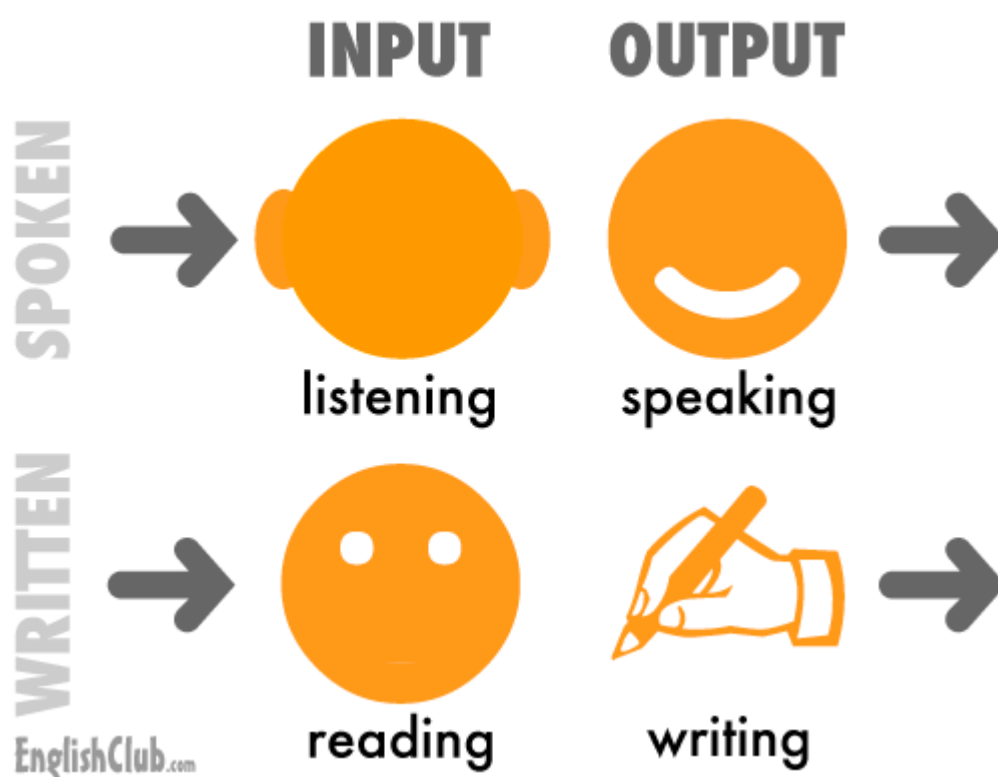 INPUT OUTPUT
SPOKEN
listening speaking
WRITTEN
reading writing
EnglishClub.com